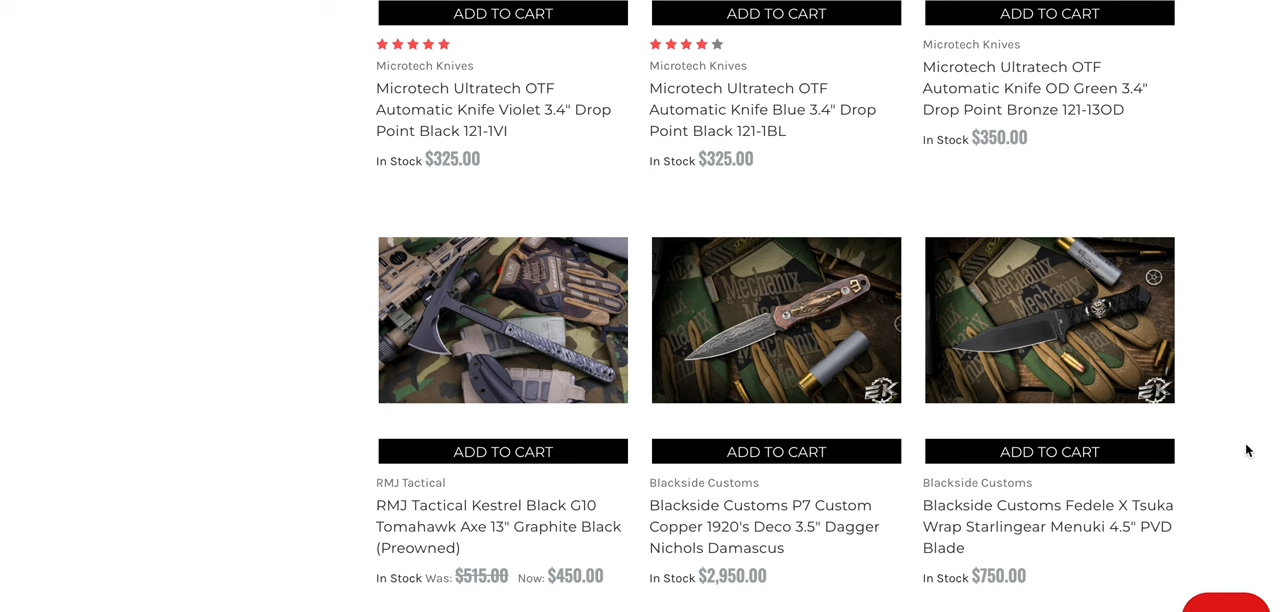 ADD TO CART
ADD TO CART
ADD TO CART
Microtech Knives
Microtech Ultratech OTF
Automatic Knife Violet 3.4" Drop
Point Black 121-1VI
In Stock $325.00
Microtech Knives
Microtech Ultratech OTF
Automatic Knife Blue 3.4" Drop
Point Black 121-1BL
In Stock $325.00
Microtech Knives
Microtech Ultratech OTF
Automatic Knife OD Green 3.4"
Drop Point Bronze 121-13OD
In Stock $350.00
Mechanix
Mechanix
EK
Mechanix
Mechanix
EK
ADD TO CART
ADD TO CART
ADD TO CART
RMJ Tactical
RMJ Tactical Kestrel Black G10
Tomahawk Axe 13" Graphite Black
(Preowned)
In Stock Was: $515.00 Now: $450.00
Blackside Customs
Blackside Customs P7 Custom
Copper 1920's Deco 3.5" Dagger
Nichols Damascus
In Stock $2,950.00
Blackside Customs
Blackside Customs Fedele X Tsuka
Wrap Starlingear Menuki 4.5" PVD
Blade
In Stock $750.00